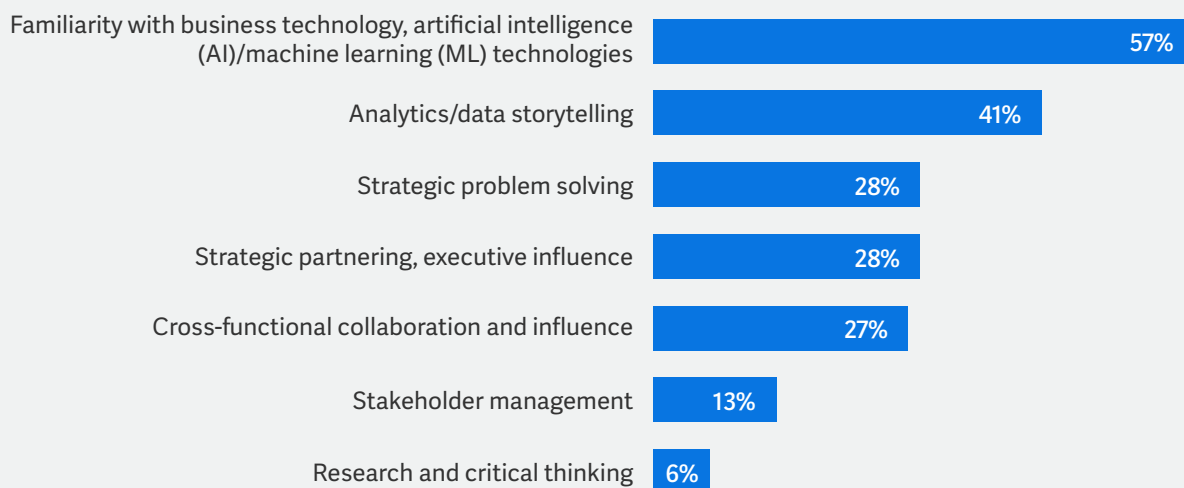 Familiarity with business technology, artificial intelligence
(AI)/machine learning (ML) technologies
57%
Analytics/data storytelling
41%
Strategic problem solving
28%
Strategic partnering, executive influence
28%
Cross-functional collaboration and influence
27%
Stakeholder management
13%
Research and critical thinking
6%